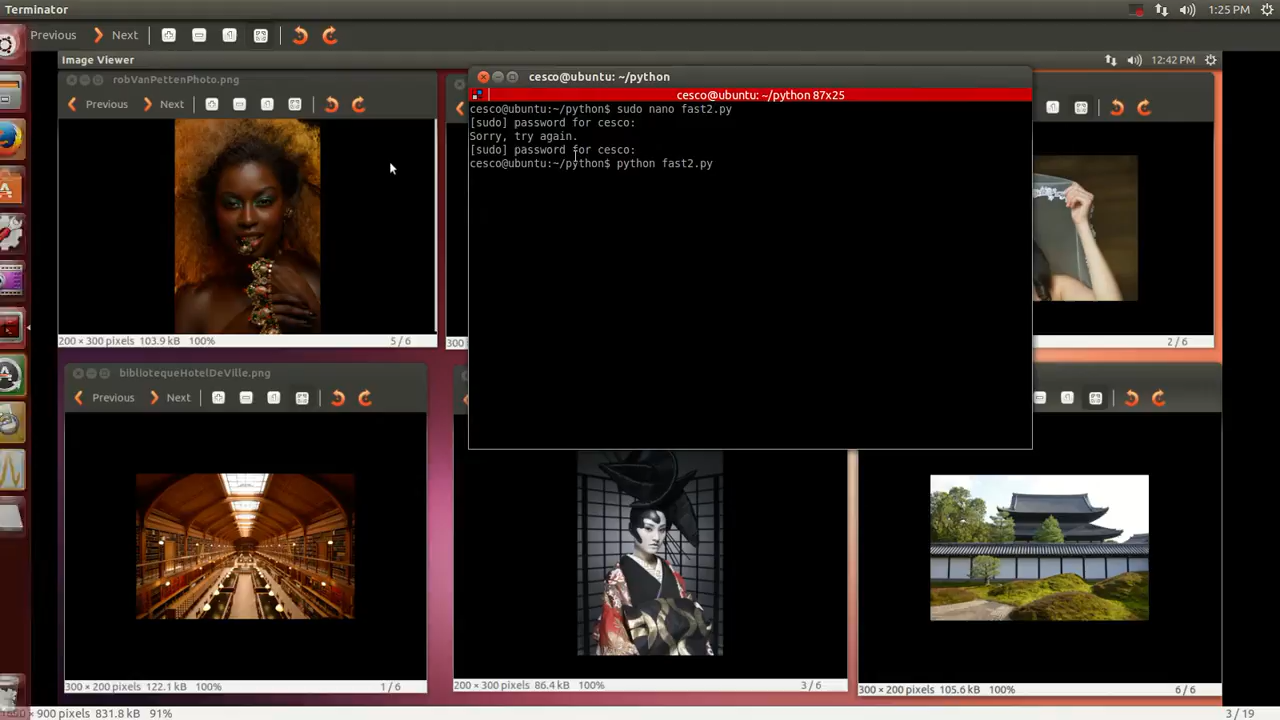 Terminator
1:25 PM
Previous
Next
Image Viewer
12:42 PM
robVanPettenPhoto.png
Previous
Next
200 × 300 pixels 103.9 kB 100%
5 / 6
cesco@ubuntu: ~/python
cesco@ubuntu: ~/python 87x25
cesco@ubuntu:~/python$ sudo nano fast2.py
[sudo] password for cesco:
Sorry, try again.
[sudo] password for cesco:
cesco@ubuntu:~/python$ python fast2.py
300
2 / 6
bibliotequeHotelDeVille.png
Previous
Next
300 × 200 pixels 122.1 kB 100%
1 / 6
200 × 300 pixels 86.4 kB 100%
3 / 6
300 × 200 pixels 105.6 kB 100%
6 / 6
× 900 pixels 831.8 kB 91%
3 / 19